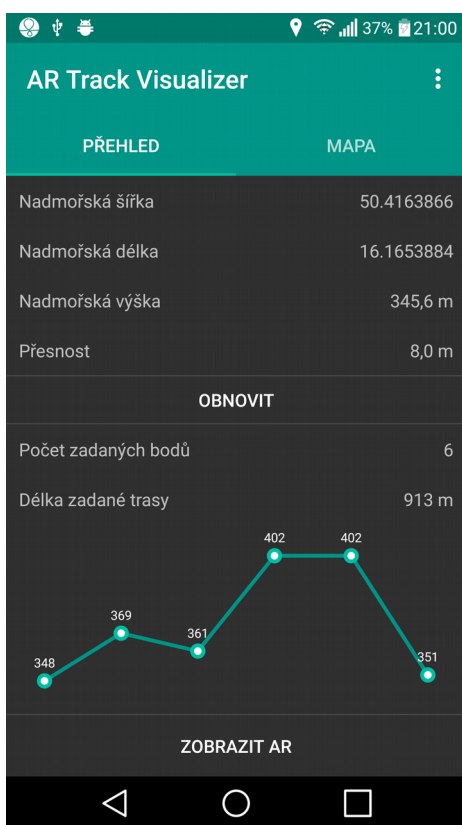 37% 21:00
AR Track Visualizer
PŘEHLED MAPA
Nadmořská šířka 50.4163866
Nadmořská délka 16.1653884
Nadmořská výška 345,6 m
Přesnost 8,0 m
OBNOVIT
Počet zadaných bodů 6
Délka zadané trasy 913 m
402 402
369
361
351
348
ZOBRAZIT AR